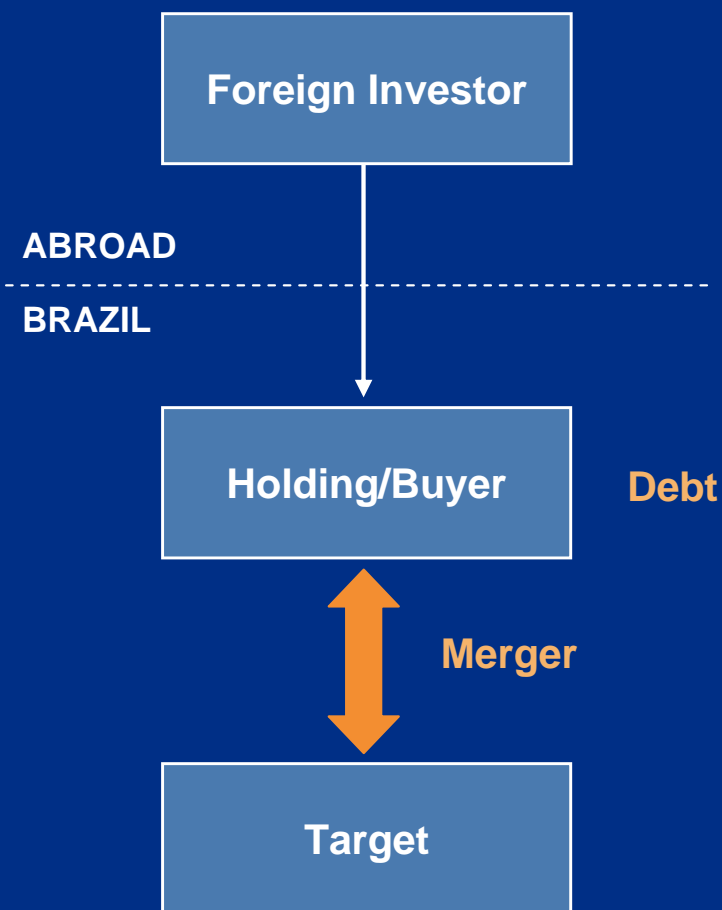 Foreign Investor
ABROAD
BRAZIL
Holding/Buyer
Debt
Merger
Target